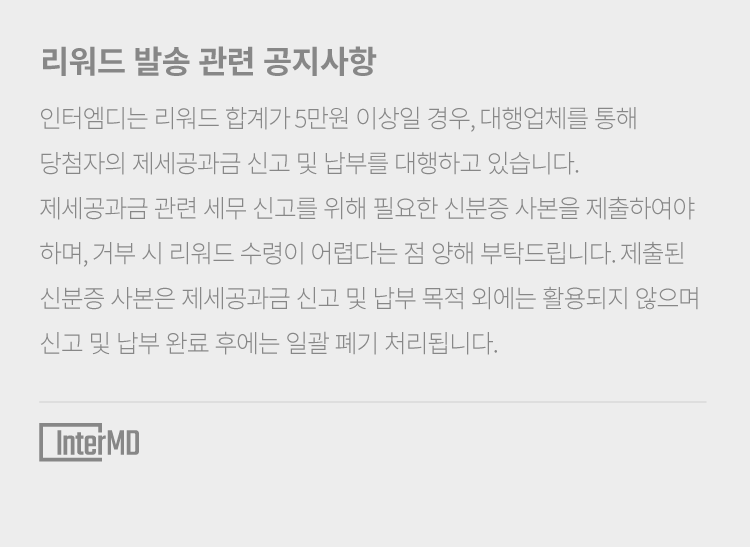 리워드 발송 관련 공지사항
인터엠디는 리워드 합계가 5만원 이상일 경우, 대행업체를 통해
당첨자의 제세공과금 신고 및 납부를 대행하고 있습니다.
제세공과금 관련 세무 신고를 위해 필요한 신분증 사본을 제출하여야
하며, 거부 시 리워드 수령이 어렵다는 점 양해 부탁드립니다. 제출된
신분증 사본은 제세공과금 신고 및 납부 목적 외에는 활용되지 않으며
신고 및 납부 완료 후에는 일괄 폐기 처리됩니다.
InterMD